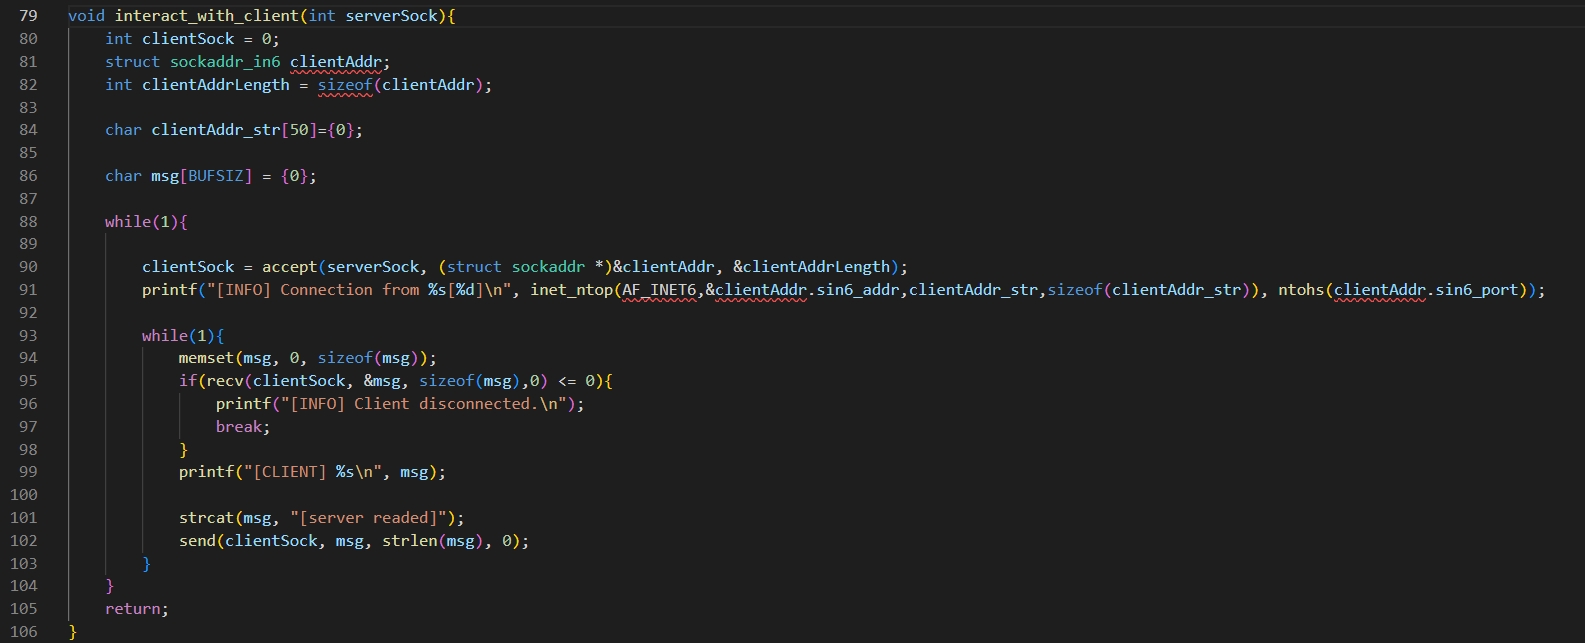 79 void interact_with_client(int serverSock){
80     int clientSock = 0;
81     struct sockaddr_in6 clientAddr;
82     int clientAddrLength = sizeof(clientAddr);
83
84     char clientAddr_str[50]={0};
85
86     char msg[BUFSIZ] = {0};
87
88     while(1){
89
90         clientSock = accept(serverSock, (struct sockaddr *)&clientAddr, &clientAddrLength);
91         printf("[INFO] Connection from %s[%d]\n", inet_ntop(AF_INET6,&clientAddr.sin6_addr,clientAddr_str,sizeof(clientAddr_str)), ntohs(clientAddr.sin6_port));
92
93         while(1){
94             memset(msg, 0, sizeof(msg));
95             if(recv(clientSock, &msg, sizeof(msg),0) <= 0){
96                 printf("[INFO] Client disconnected.\n");
97                 break;
98             }
99             printf("[CLIENT] %s\n", msg);
100
101             strcat(msg, "[server readed]");
102             send(clientSock, msg, strlen(msg), 0);
103         }
104     }
105     return;
106 }